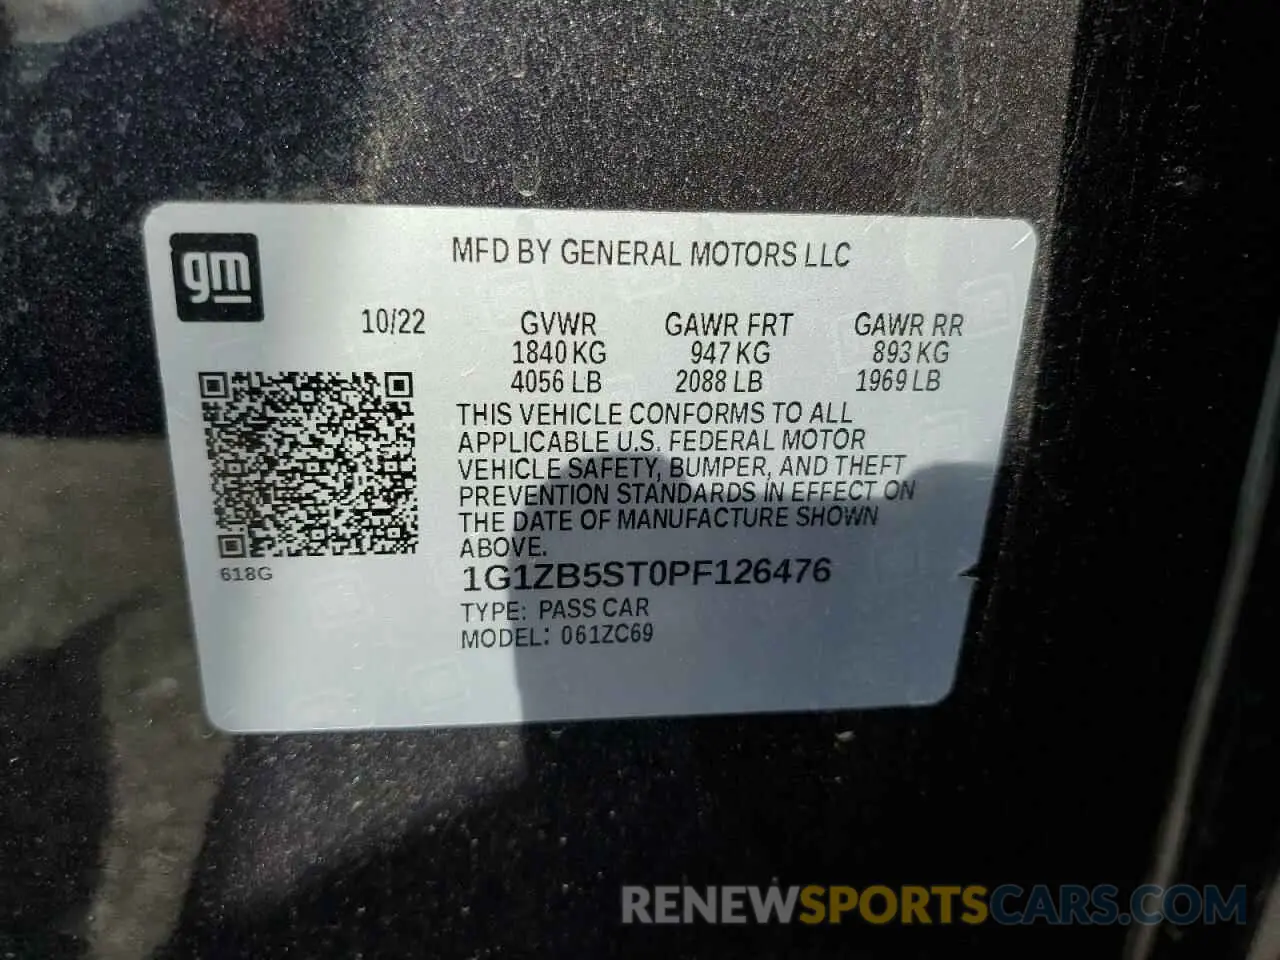 gm
MFD BY GENERAL MOTORS LLC
10/22 GVWR GAWR FRT GAWR RR
1840 KG 947 KG 893 KG
4056 LB 2088 LB 1969 LB
THIS VEHICLE CONFORMS TO ALL
APPLICABLE U.S. FEDERAL MOTOR
VEHICLE SAFETY, BUMPER, AND THEFT
PREVENTION STANDARDS IN EFFECT ON
THE DATE OF MANUFACTURE SHOWN
ABOVE.
618G
1G1ZB5ST0PF126476
TYPE: PASS CAR
MODEL: 061ZC69
RENEWSPORTSCARS.COM